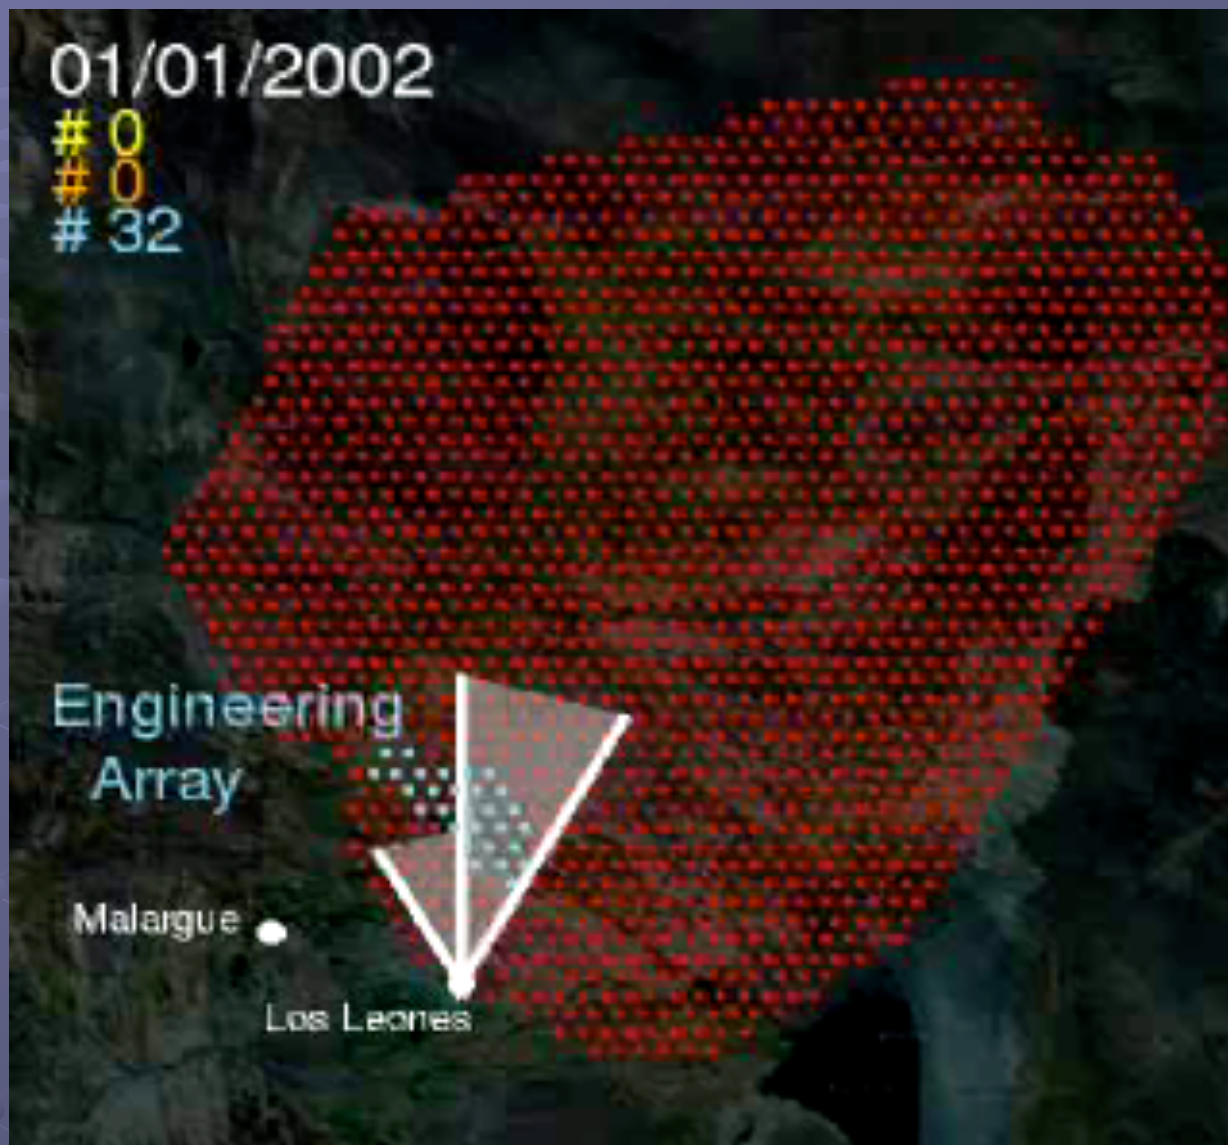 01/01/2002
# 0
# 0
# 32
Engineering
Array
Malargue
Los Leones